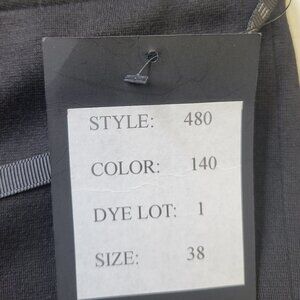 STYLE: 480
COLOR: 140
DYE LOT: 1
SIZE: 38